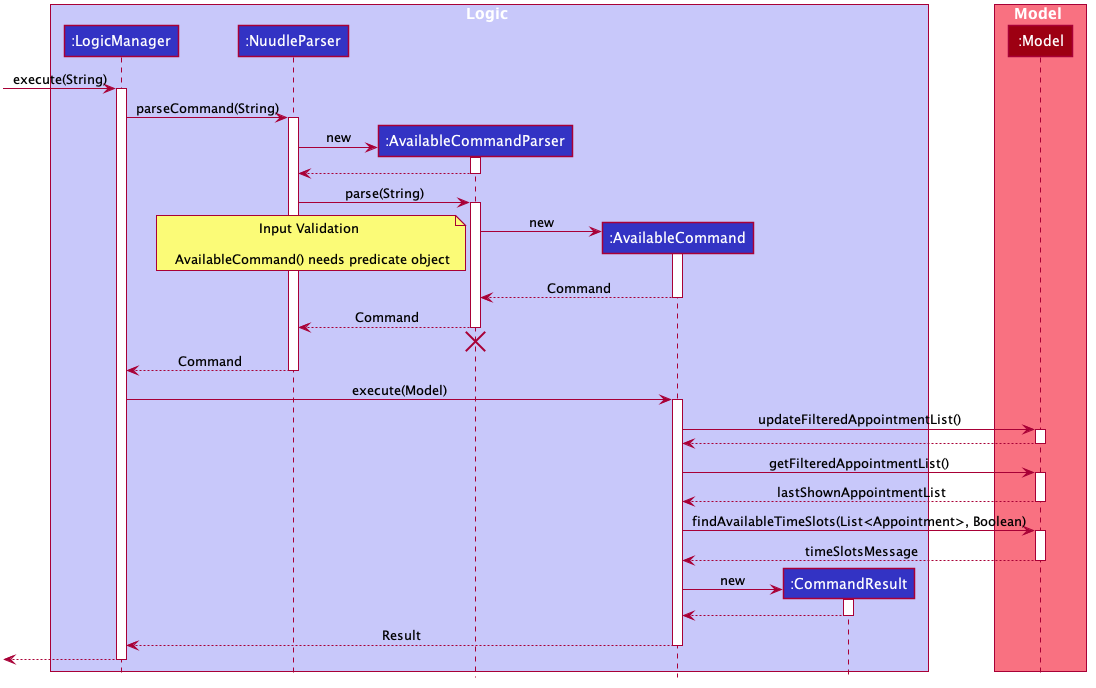 Logic
Model
:LogicManager
:NuudleParser
:Model
execute(String)
parseCommand(String)
new
:AvailableCommandParser
parse(String)
Input Validation
AvailableCommand() needs predicate object
new
:AvailableCommand
Command
Command
Command
execute(Model)
updateFilteredAppointmentList()
getFilteredAppointmentList()
lastShownAppointmentList
findAvailableTimeSlots(List<Appointment>, Boolean)
timeSlotsMessage
new
:CommandResult
Result